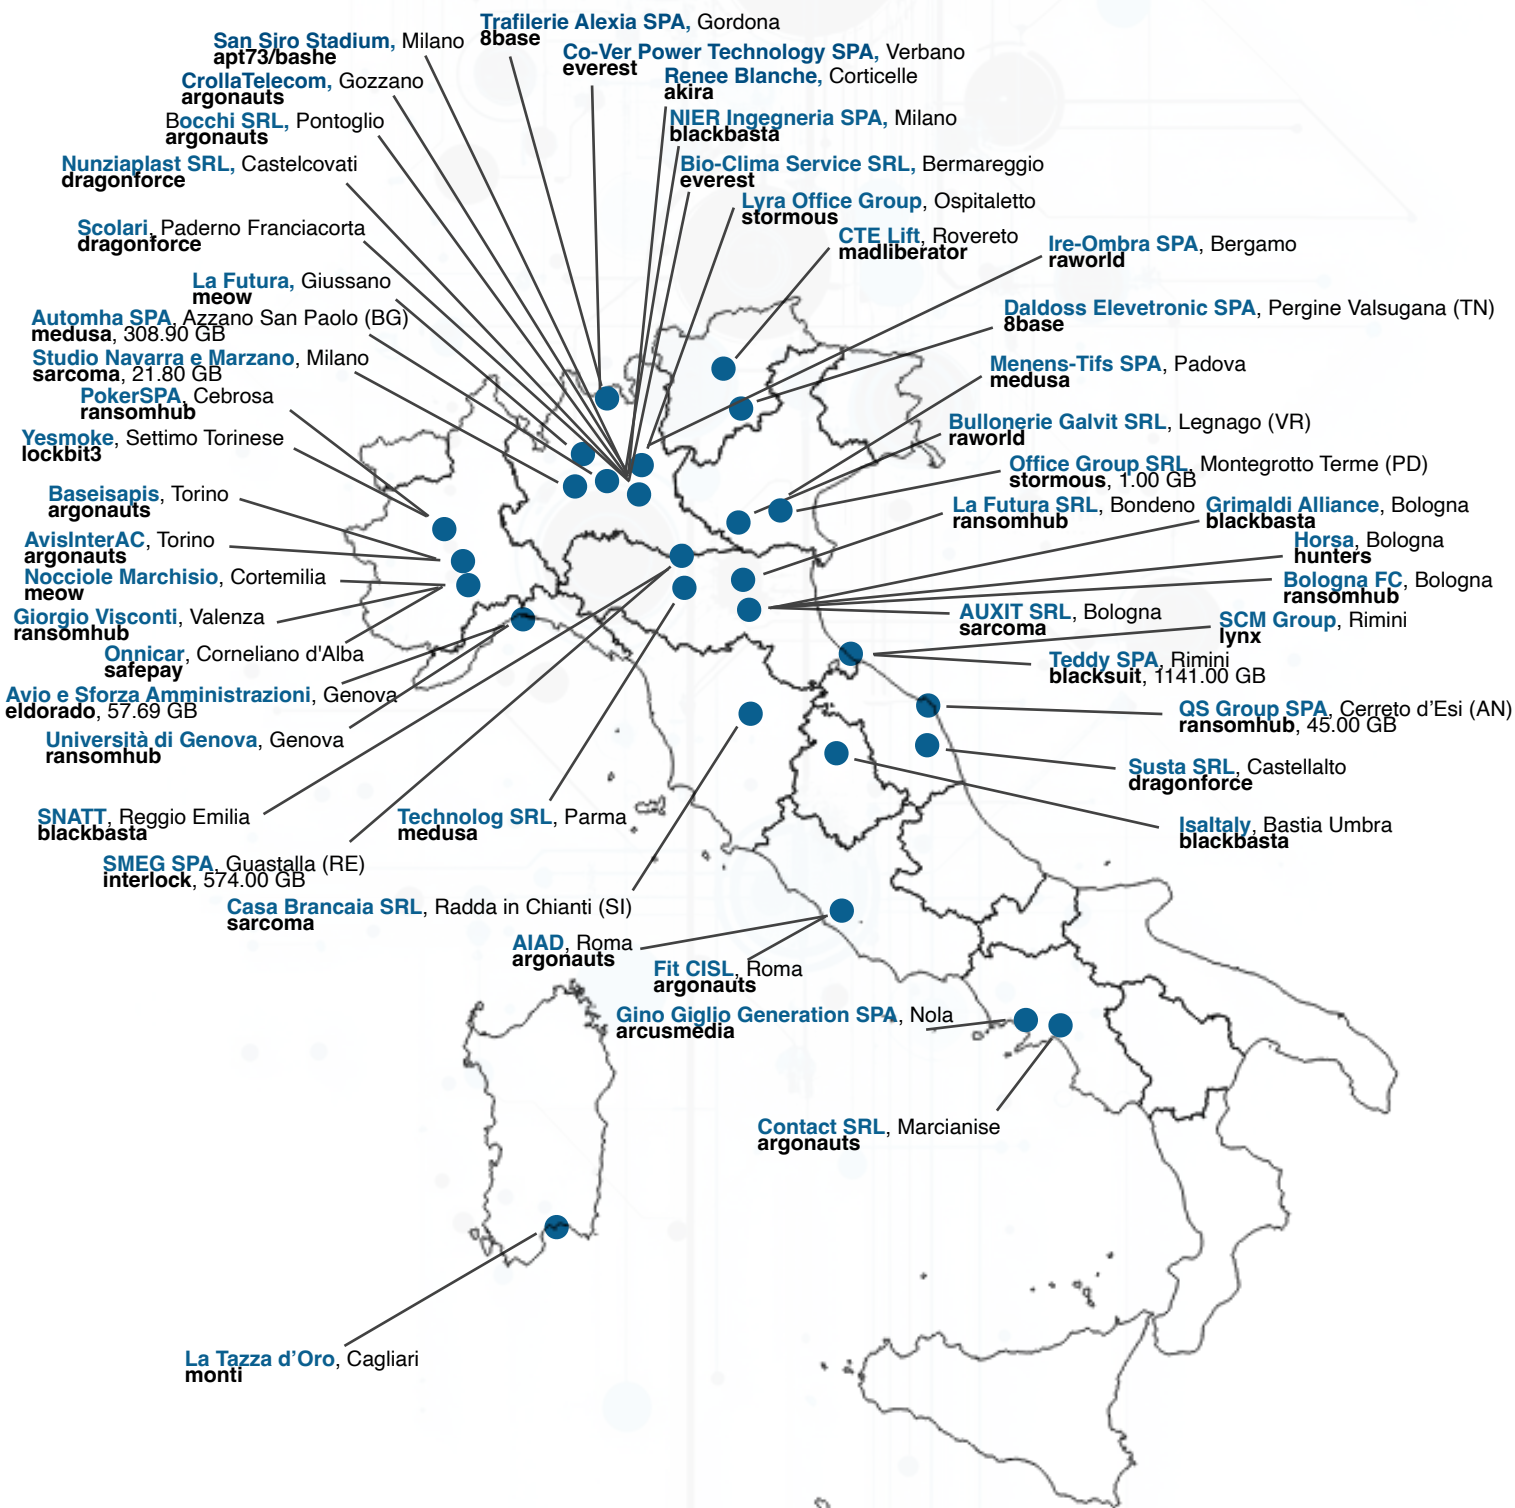 Trafilerie Alexia SPA, Gordona
8base
San Siro Stadium, Milano
apt73/bashe
Co-Ver Power Technology SPA, Verbano
everest
CrollaTelecom, Gozzano
argonauts
Renee Blanche, Corticelle
akira
Bocchi SRL, Pontoglio
argonauts
NIER Ingegneria SPA, Milano
blackbasta
Nunziaplast SRL, Castelcovati
dragonforce
Bio-Clima Service SRL, Bermareggio
everest
Lyra Office Group, Ospitaletto
stormous
Scolari, Paderno Franciacorta
dragonforce
CTE Lift, Rovereto
madliberator
Ire-Ombra SPA, Bergamo
raworld
La Futura, Giussano
meow
Daldoss Elevetronic SPA, Pergine Valsugana (TN)
8base
Automha SPA, Azzano San Paolo (BG)
medusa, 308.90 GB
Studio Navarra e Marzano, Milano
sarcoma, 21.80 GB
Menens-Tifs SPA, Padova
medusa
PokerSPA, Cebrosa
ransomhub
Bullonerie Galvit SRL, Legnago (VR)
raworld
Yesmoke, Settimo Torinese
lockbit3
Office Group SRL, Montegrotto Terme (PD)
stormous, 1.00 GB
Baseisapis, Torino
argonauts
La Futura SRL, Bondeno
ransomhub
Grimaldi Alliance, Bologna
blackbasta
AvisInterAC, Torino
argonauts
Horsa, Bologna
hunters
Nocciole Marchisio, Cortemilia
meow
Bologna FC, Bologna
ransomhub
Giorgio Visconti, Valenza
ransomhub
AUXIT SRL, Bologna
sarcoma
SCM Group, Rimini
lynx
Onnicar, Corneliano d'Alba
safepay
Teddy SPA, Rimini
blacksuit, 1141.00 GB
Avio e Sforza Amministrazioni, Genova
eldorado, 57.69 GB
QS Group SPA, Cerreto d’Esi (AN)
ransomhub, 45.00 GB
Università di Genova, Genova
ransomhub
Susta SRL, Castellalto
dragonforce
SNATT, Reggio Emilia
blackbasta
Technolog SRL, Parma
medusa
IsaItaly, Bastia Umbra
blackbasta
SMEG SPA, Guastalla (RE)
interlock, 574.00 GB
Casa Brancaia SRL, Radda in Chianti (SI)
sarcoma
AIAD, Roma
argonauts
Fit CISL, Roma
argonauts
Gino Giglio Generation SPA, Nola
arcusmedia
Contact SRL, Marcianise
argonauts
La Tazza d’Oro, Cagliari
monti